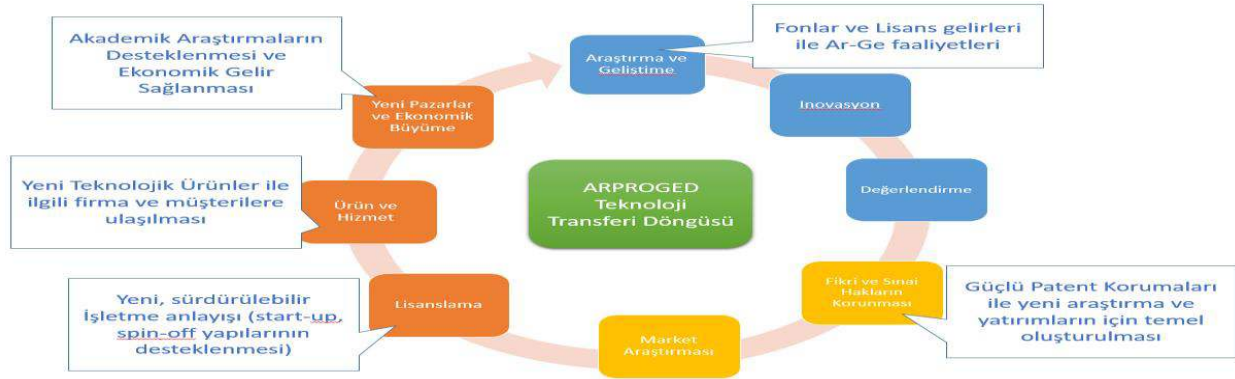 Akademik Araştırmaların
Desteklenmesi ve
Ekonomik Gelir
Sağlanması
Fonlar ve Lisans gelirleri
ile Ar-Ge faaliyetleri
Araştırma ve
Geliştime
Inovasyon
Değerlendirme
Fikri ve Sınai
Hakların
Korunması
Güçlü Patent Korumaları
ile yeni araştırma ve
yatırımların için temel
oluşturulması
Market
Araştırması
Lisanslama
Yeni, sürdürülebilir
İşletme anlayışı (start-up,
spin-off yapılarının
desteklenmesi)
Ürün ve
Hizmet
Yeni Teknolojik Ürünler ile
ilgili firma ve müşterilere
ulaşılması
Yeni Pazarlar
ve Ekonomik
Büyüme
ARPROGED
Teknoloji
Transferi Döngüsü